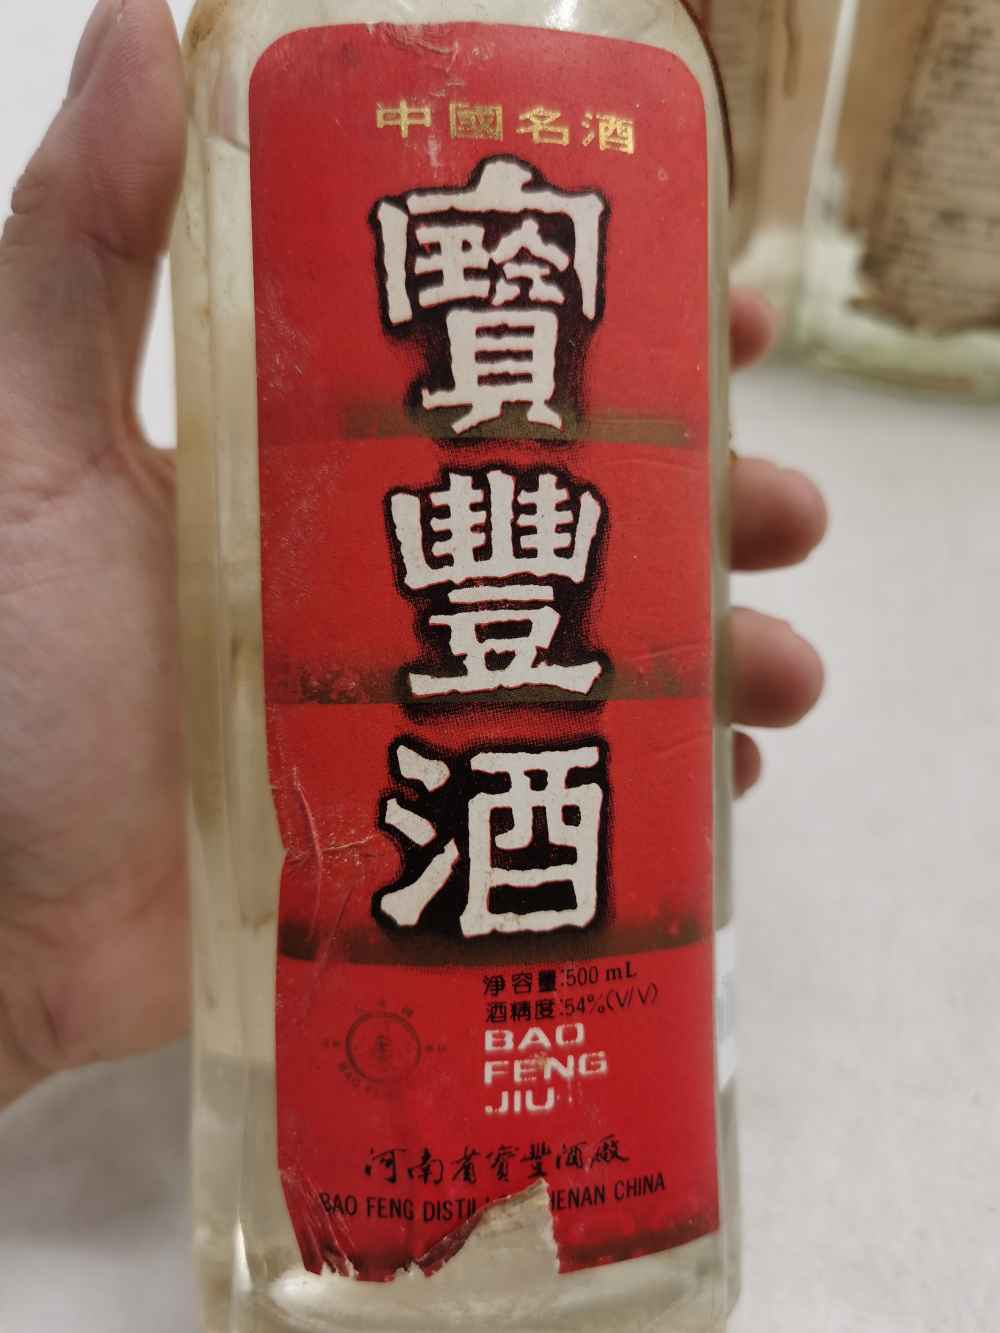 中國名酒
寶豐酒
淨容量:500 mL
酒精度:54%(V/V)
BAO
FENG
JIU
河南省寶豐酒廠
BAO FENG DISTIL HENAN CHINA